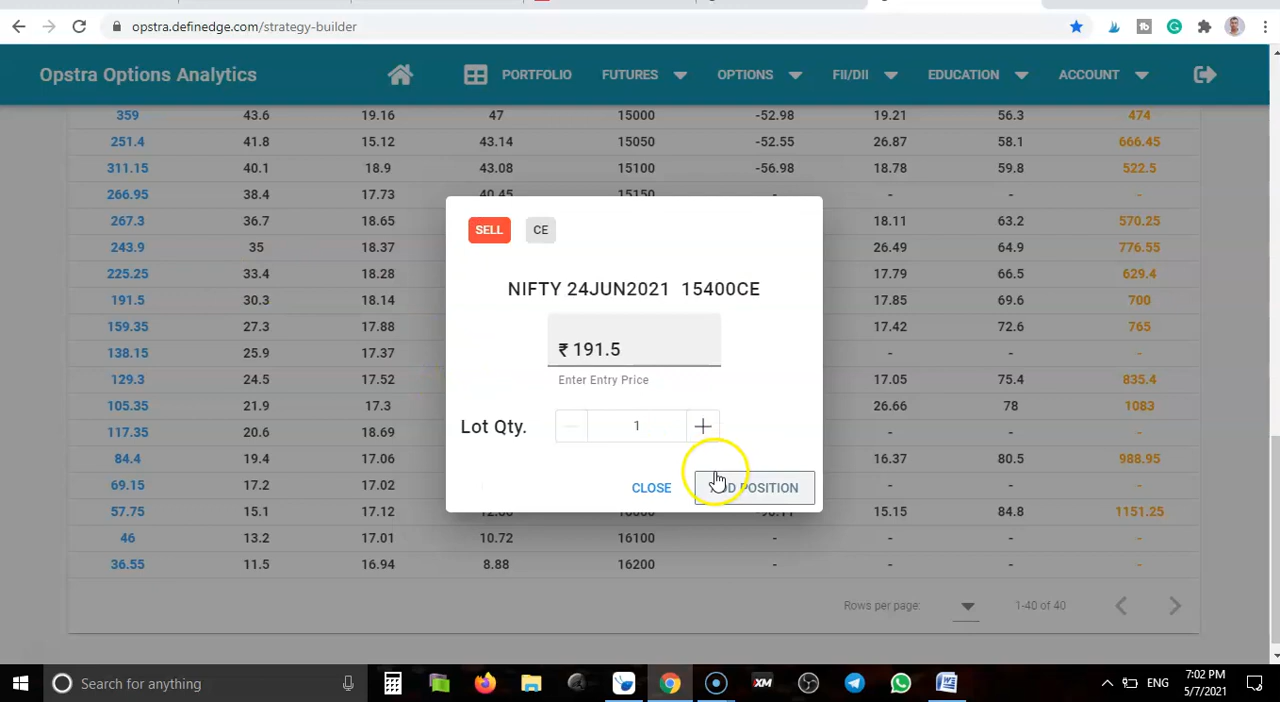 opstra.definedge.com/strategy-builder
Opstra Options Analytics PORTFOLIO FUTURES OPTIONS FII/DII EDUCATION ACCOUNT
359 43.6 19.16 47 15000 -52.98 19.21 56.3 474
251.4 41.8 15.12 43.14 15050 -52.55 26.87 58.1 666.45
311.15 40.1 18.9 43.08 15100 -56.98 18.78 59.8 522.5
266.95 38.4 17.73 40.45 15150 - - - -
267.3 36.7 18.65 18.11 63.2 570.25
243.9 35 18.37 26.49 64.9 776.55
225.25 33.4 18.28 17.79 66.5 629.4
191.5 30.3 18.14 17.85 69.6 700
159.35 27.3 17.88 17.42 72.6 765
138.15 25.9 17.37 - - -
129.3 24.5 17.52 17.05 75.4 835.4
105.35 21.9 17.3 26.66 78 1083
117.35 20.6 18.69 - - -
84.4 19.4 17.06 16.37 80.5 988.95
69.15 17.2 17.02 - - -
57.75 15.1 17.12 15.15 84.8 1151.25
46 13.2 17.01 10.72 16100 - - - -
36.55 11.5 16.94 8.88 16200 - - - -
SELL CE
NIFTY 24JUN2021 15400CE
₹ 191.5
Enter Entry Price
Lot Qty. 1 +
CLOSE POSITION
Rows per page: 1-40 of 40
Search for anything
XM
ENG
7:02 PM
5/7/2021